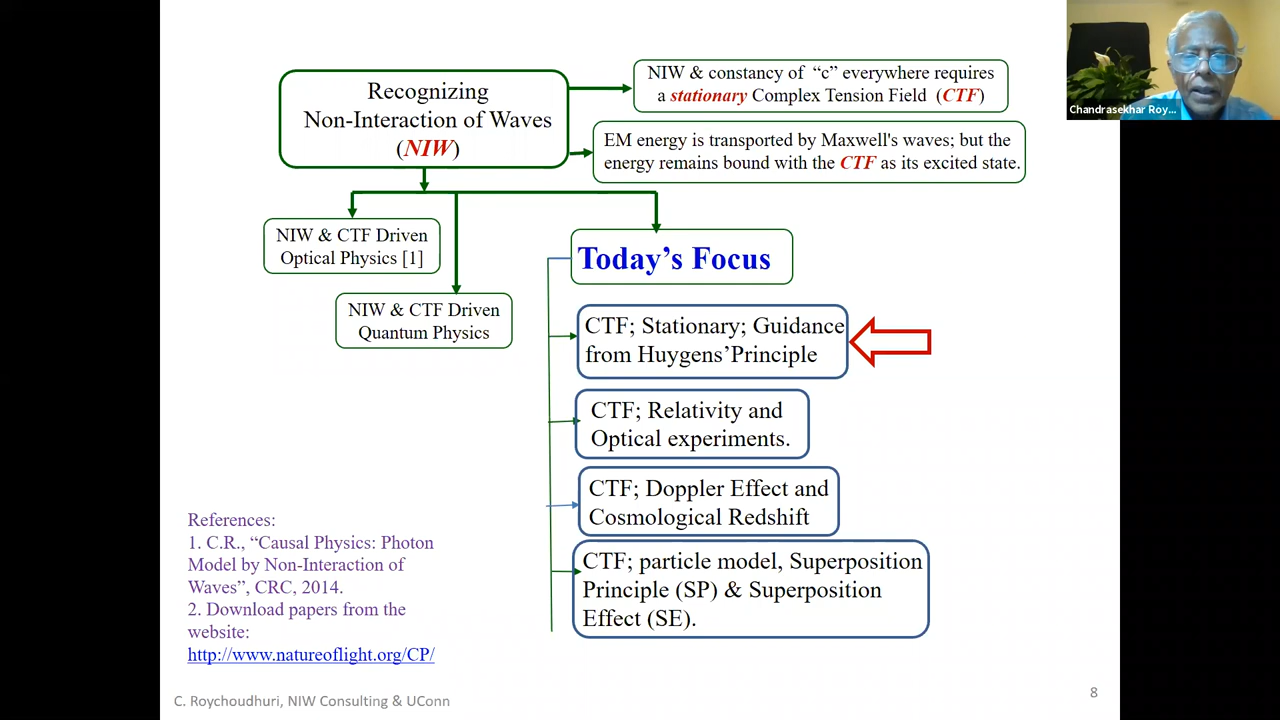 Recognizing
Non-Interaction of Waves
(NIW)
NIW & constancy of “c” everywhere requires
a stationary Complex Tension Field (CTF)
EM energy is transported by Maxwell's waves; but the
energy remains bound with the CTF as its excited state.
NIW & CTF Driven
Optical Physics [1]
NIW & CTF Driven
Quantum Physics
Today’s Focus
CTF; Stationary; Guidance
from Huygens’Principle
CTF; Relativity and
Optical experiments.
CTF; Doppler Effect and
Cosmological Redshift
CTF; particle model, Superposition
Principle (SP) & Superposition
Effect (SE).
References:
1. C.R., “Causal Physics: Photon
Model by Non-Interaction of
Waves”, CRC, 2014.
2. Download papers from the
website:
http://www.natureoflight.org/CP/
C. Roychoudhuri, NIW Consulting & UConn
8
Chandrasekhar Roy...